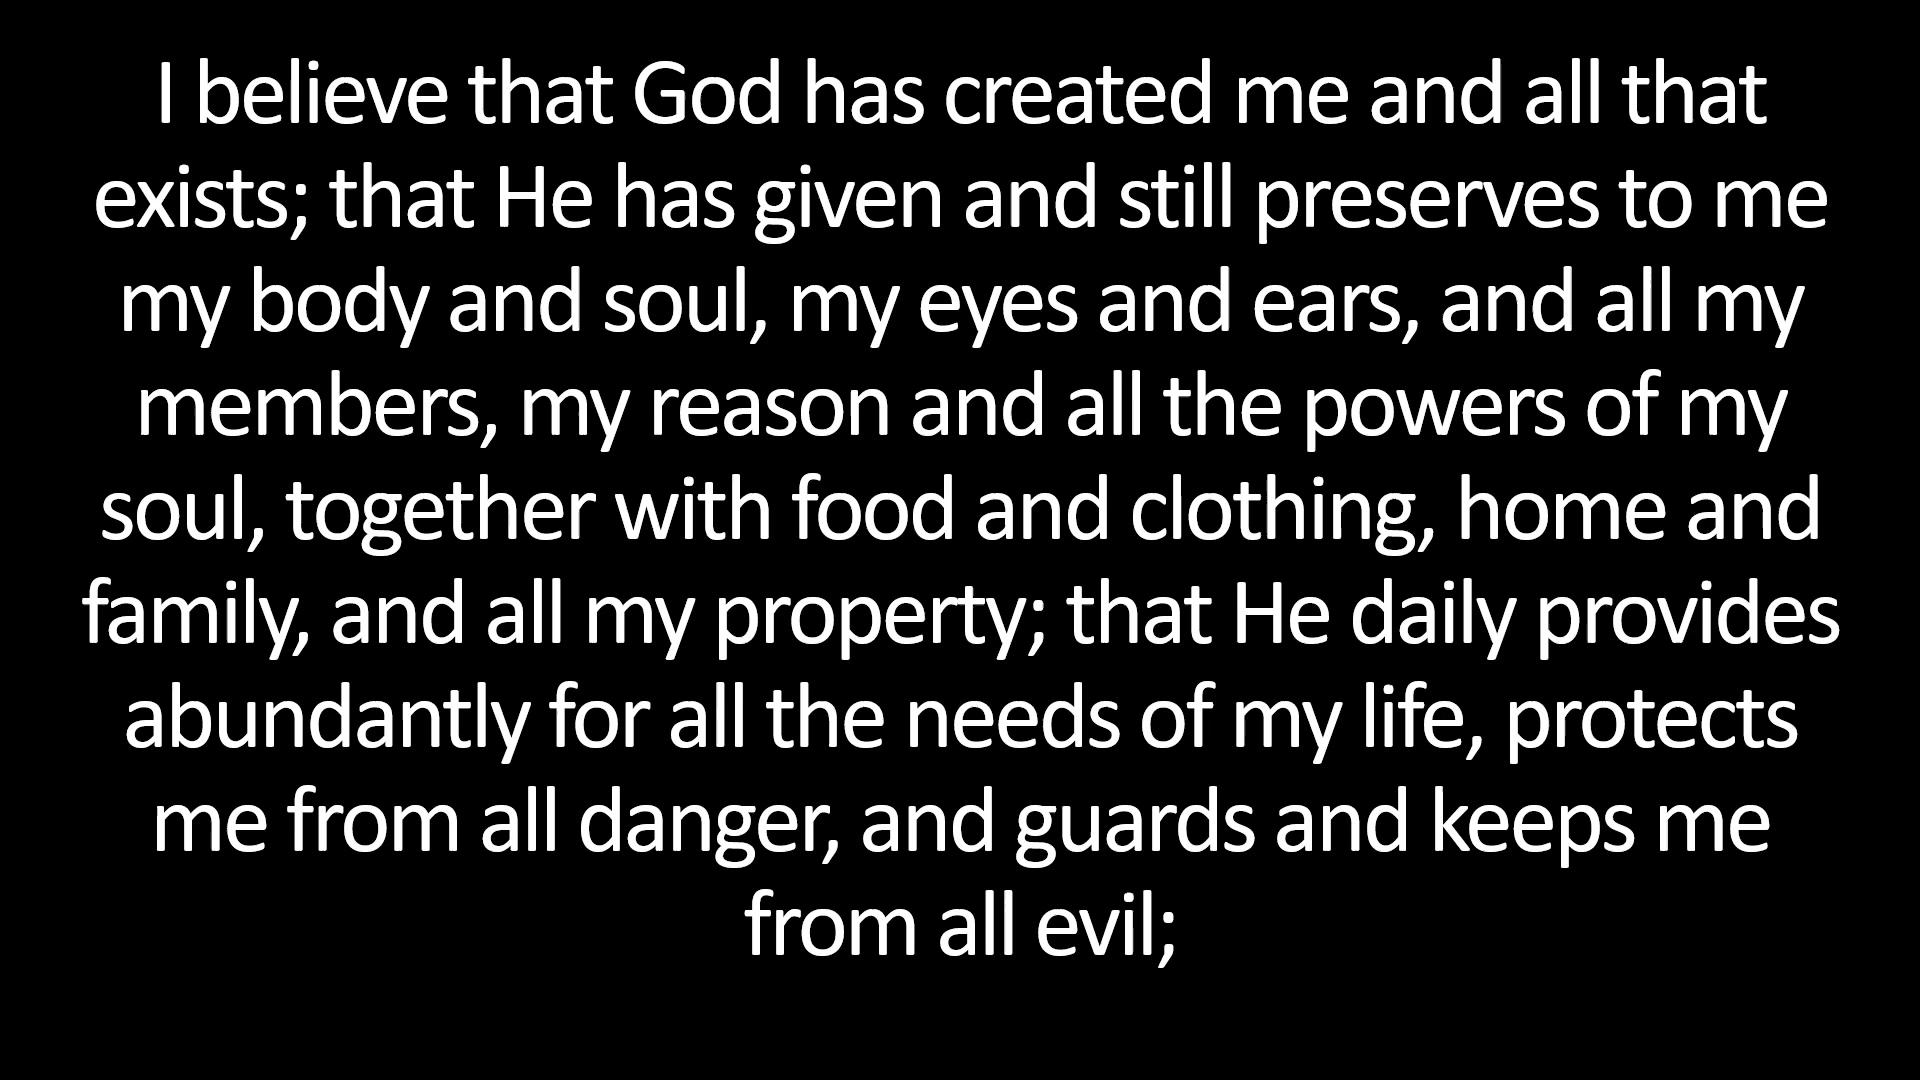 I believe that God has created me and all that
exists; that He has given and still preserves to me
my body and soul, my eyes and ears, and all my
members, my reason and all the powers of my
soul, together with food and clothing, home and
family, and all my property; that He daily provides
abundantly for all the needs of my life, protects
me from all danger, and guards and keeps me
from all evil;